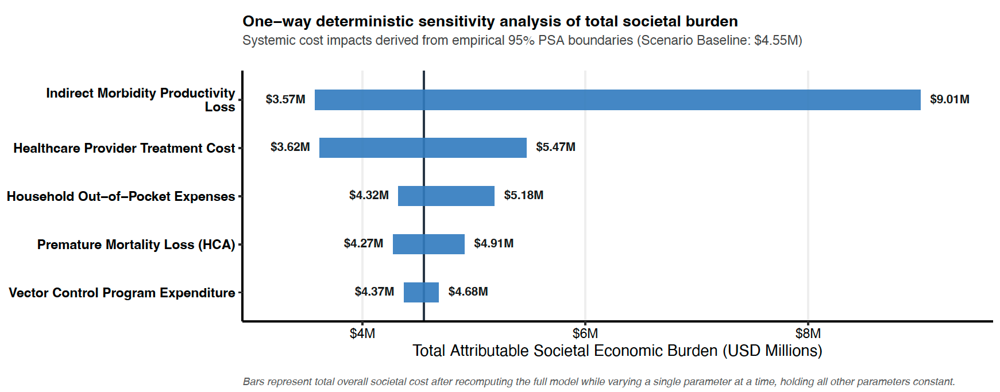 One–way deterministic sensitivity analysis of total societal burden
Systemic cost impacts derived from empirical 95% PSA boundaries (Scenario Baseline: $4.55M)
Indirect Morbidity Productivity
Loss
$3.57M
$9.01M
Healthcare Provider Treatment Cost
$3.62M
$5.47M
Household Out–of–Pocket Expenses
$4.32M
$5.18M
Premature Mortality Loss (HCA)
$4.27M
$4.91M
Vector Control Program Expenditure
$4.37M
$4.68M
$4M
$6M
$8M
Total Attributable Societal Economic Burden (USD Millions)
Bars represent total overall societal cost after recomputing the full model while varying a single parameter at a time, holding all other parameters constant.